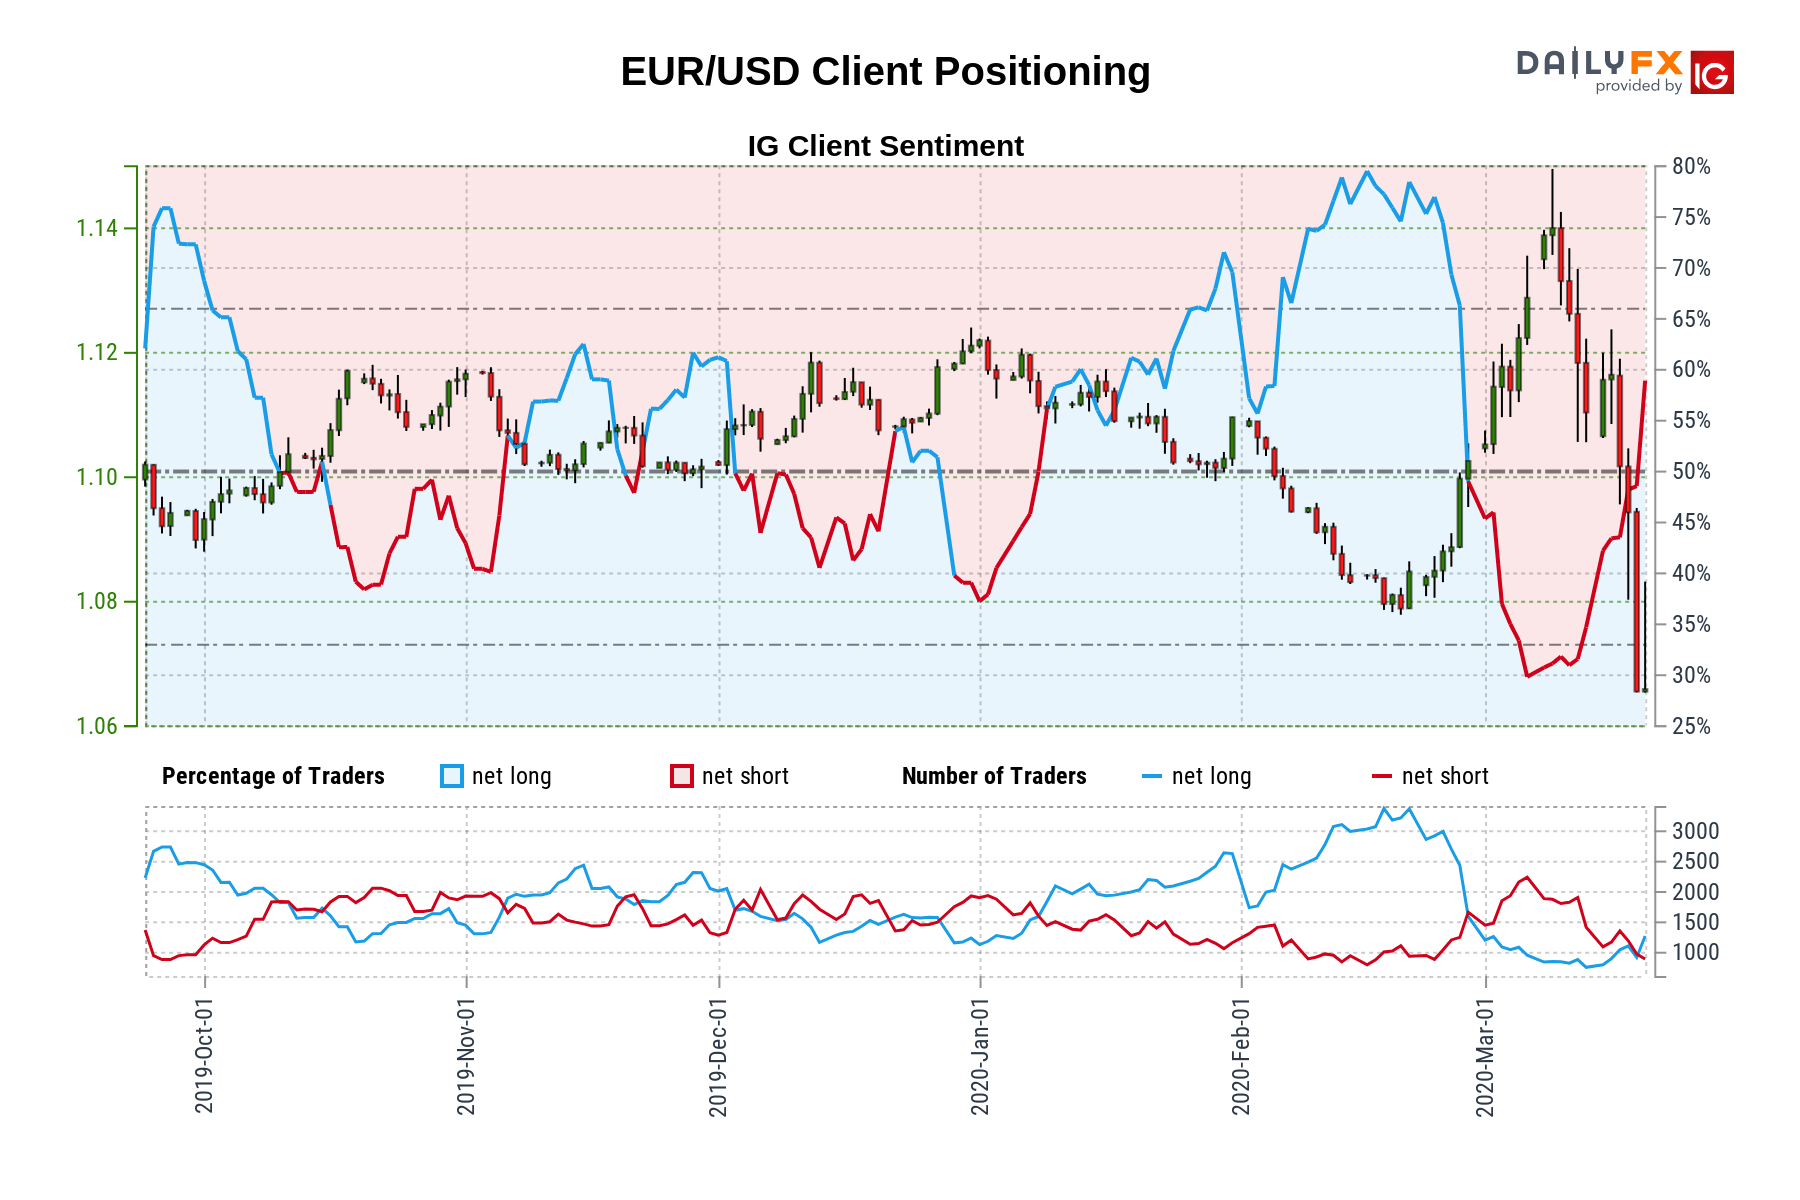 EUR/USD Client Positioning
DAILYFX
provided by
IG
IG Client Sentiment
1.14
1.12
1.10
1.08
1.06
80%
75%
70%
65%
60%
55%
50%
45%
40%
35%
30%
25%
Percentage of Traders net long net short Number of Traders net long net short
3000
2500
2000
1500
1000
2019-Oct-01
2019-Nov-01
2019-Dec-01
2020-Jan-01
2020-Feb-01
2020-Mar-01